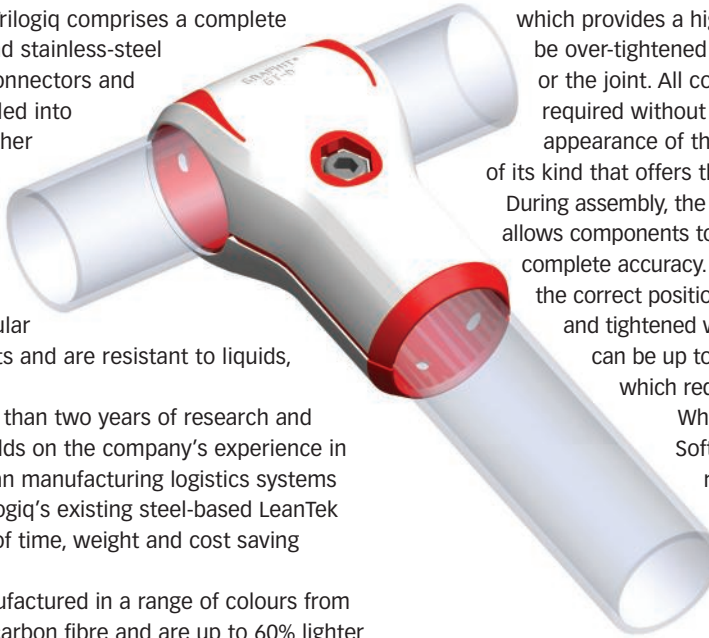 Trilogiq comprises a complete
d stainless-steel
onnectors and
led into
her
ular
ts and are resistant to liquids,
than two years of research and
lds on the company's experience in
an manufacturing logistics systems
ogiq's existing steel-based LeanTek
of time, weight and cost saving
ufactured in a range of colours from
carbon fibre and are up to 60% lighter
GRAPHIT
GT-D
which provides a hig
be over-tightened
or the joint. All co
required without
appearance of th
of its kind that offers th
During assembly, the
allows components to
complete accuracy.
the correct positio
and tightened w
can be up to
which rec
Wh
Soft